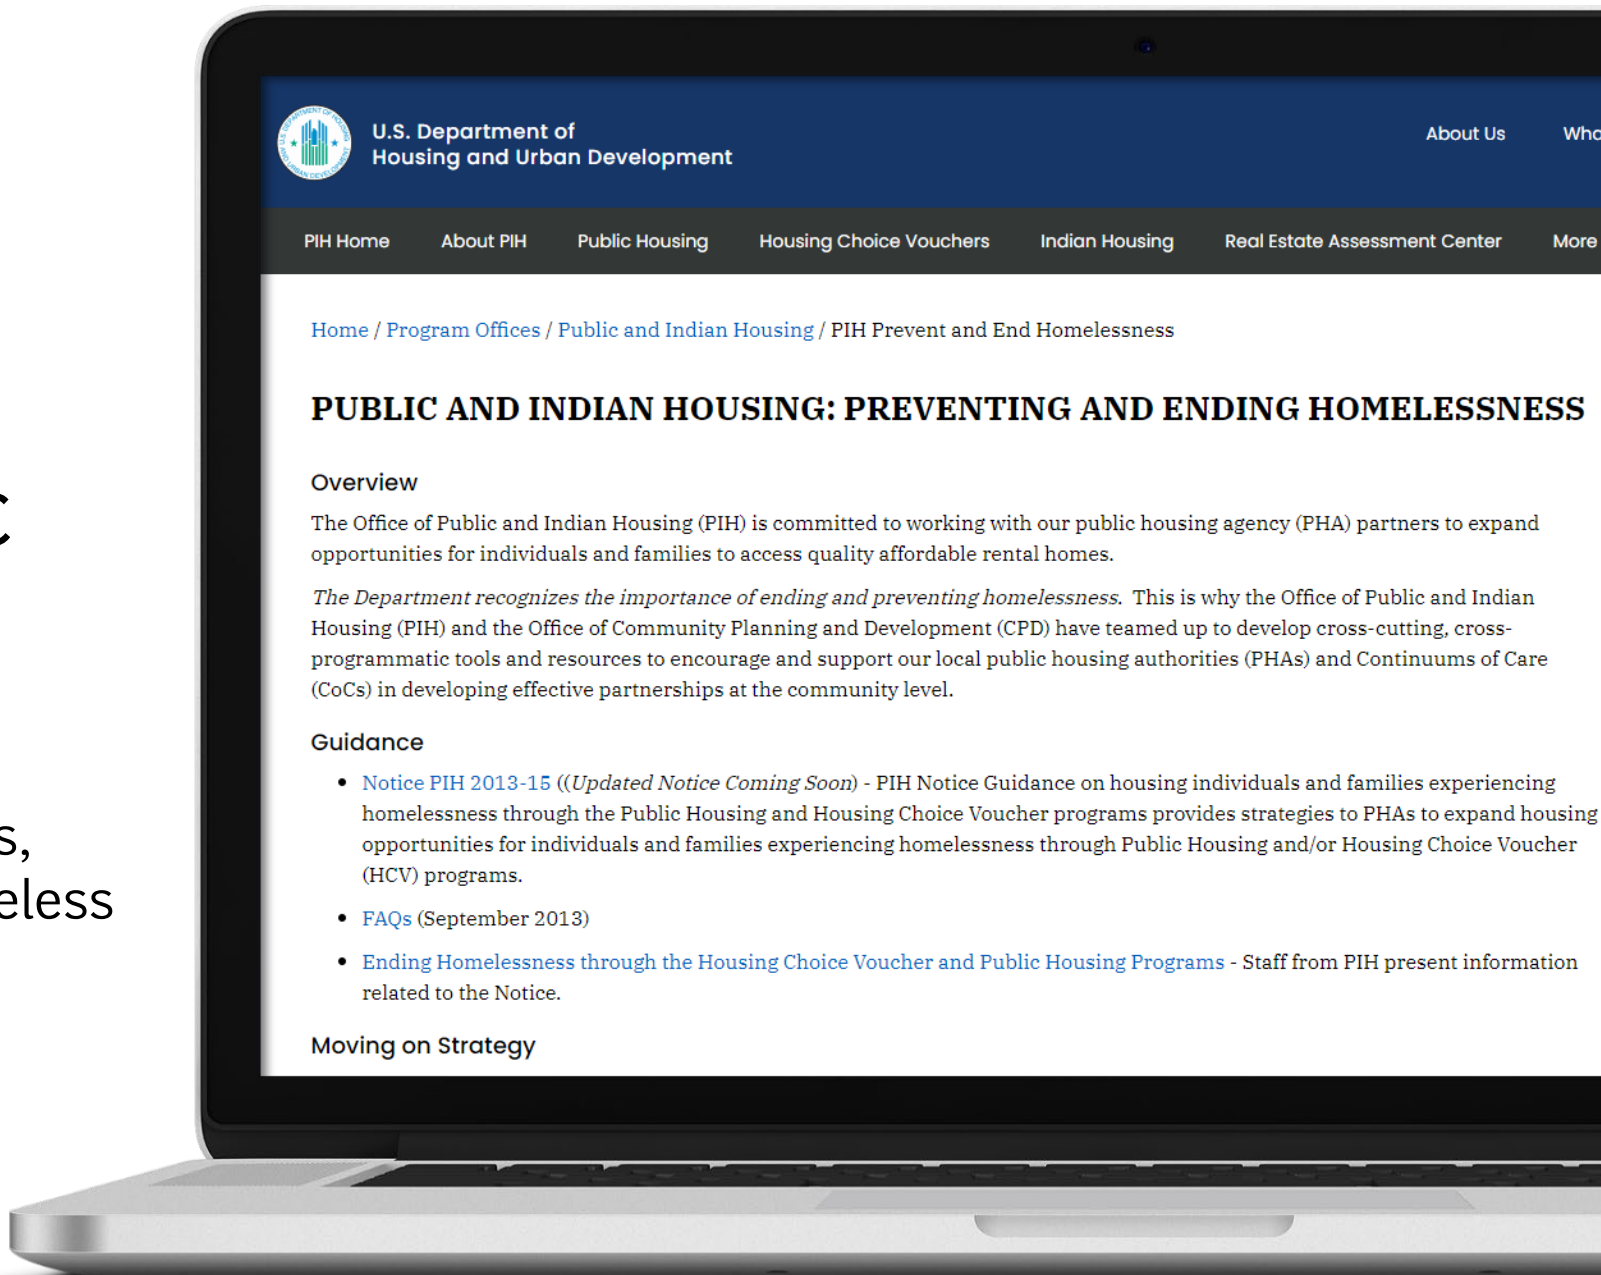 U.S. Department of
Housing and Urban Development
About Us
PIH Home About PIH Public Housing Housing Choice Vouchers Indian Housing Real Estate Assessment Center More
Home / Program Offices / Public and Indian Housing / PIH Prevent and End Homelessness
PUBLIC AND INDIAN HOUSING: PREVENTING AND ENDING HOMELESSNESS
Overview
The Office of Public and Indian Housing (PIH) is committed to working with our public housing agency (PHA) partners to expand
opportunities for individuals and families to access quality affordable rental homes.
The Department recognizes the importance of ending and preventing homelessness.  This is why the Office of Public and Indian
Housing (PIH) and the Office of Community Planning and Development (CPD) have teamed up to develop cross-cutting, cross-
programmatic tools and resources to encourage and support our local public housing authorities (PHAs) and Continuums of Care
(CoCs) in developing effective partnerships at the community level.
Guidance
• Notice PIH 2013-15 ((Updated Notice Coming Soon) - PIH Notice Guidance on housing individuals and families experiencing
homelessness through the Public Housing and Housing Choice Voucher programs provides strategies to PHAs to expand housing
opportunities for individuals and families experiencing homelessness through Public Housing and/or Housing Choice Voucher
(HCV) programs.
• FAQs (September 2013)
• Ending Homelessness through the Housing Choice Voucher and Public Housing Programs - Staff from PIH present information
related to the Notice.
Moving on Strategy